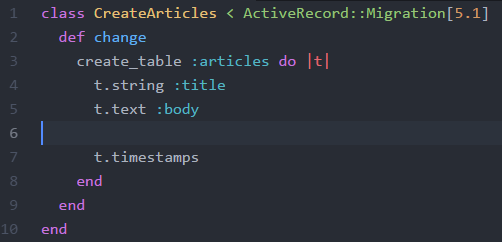 1 class CreateArticles < ActiveRecord::Migration[5.1]
2   def change
3     create_table :articles do |t|
4       t.string :title
5       t.text :body
6
7       t.timestamps
8     end
9   end
10 end